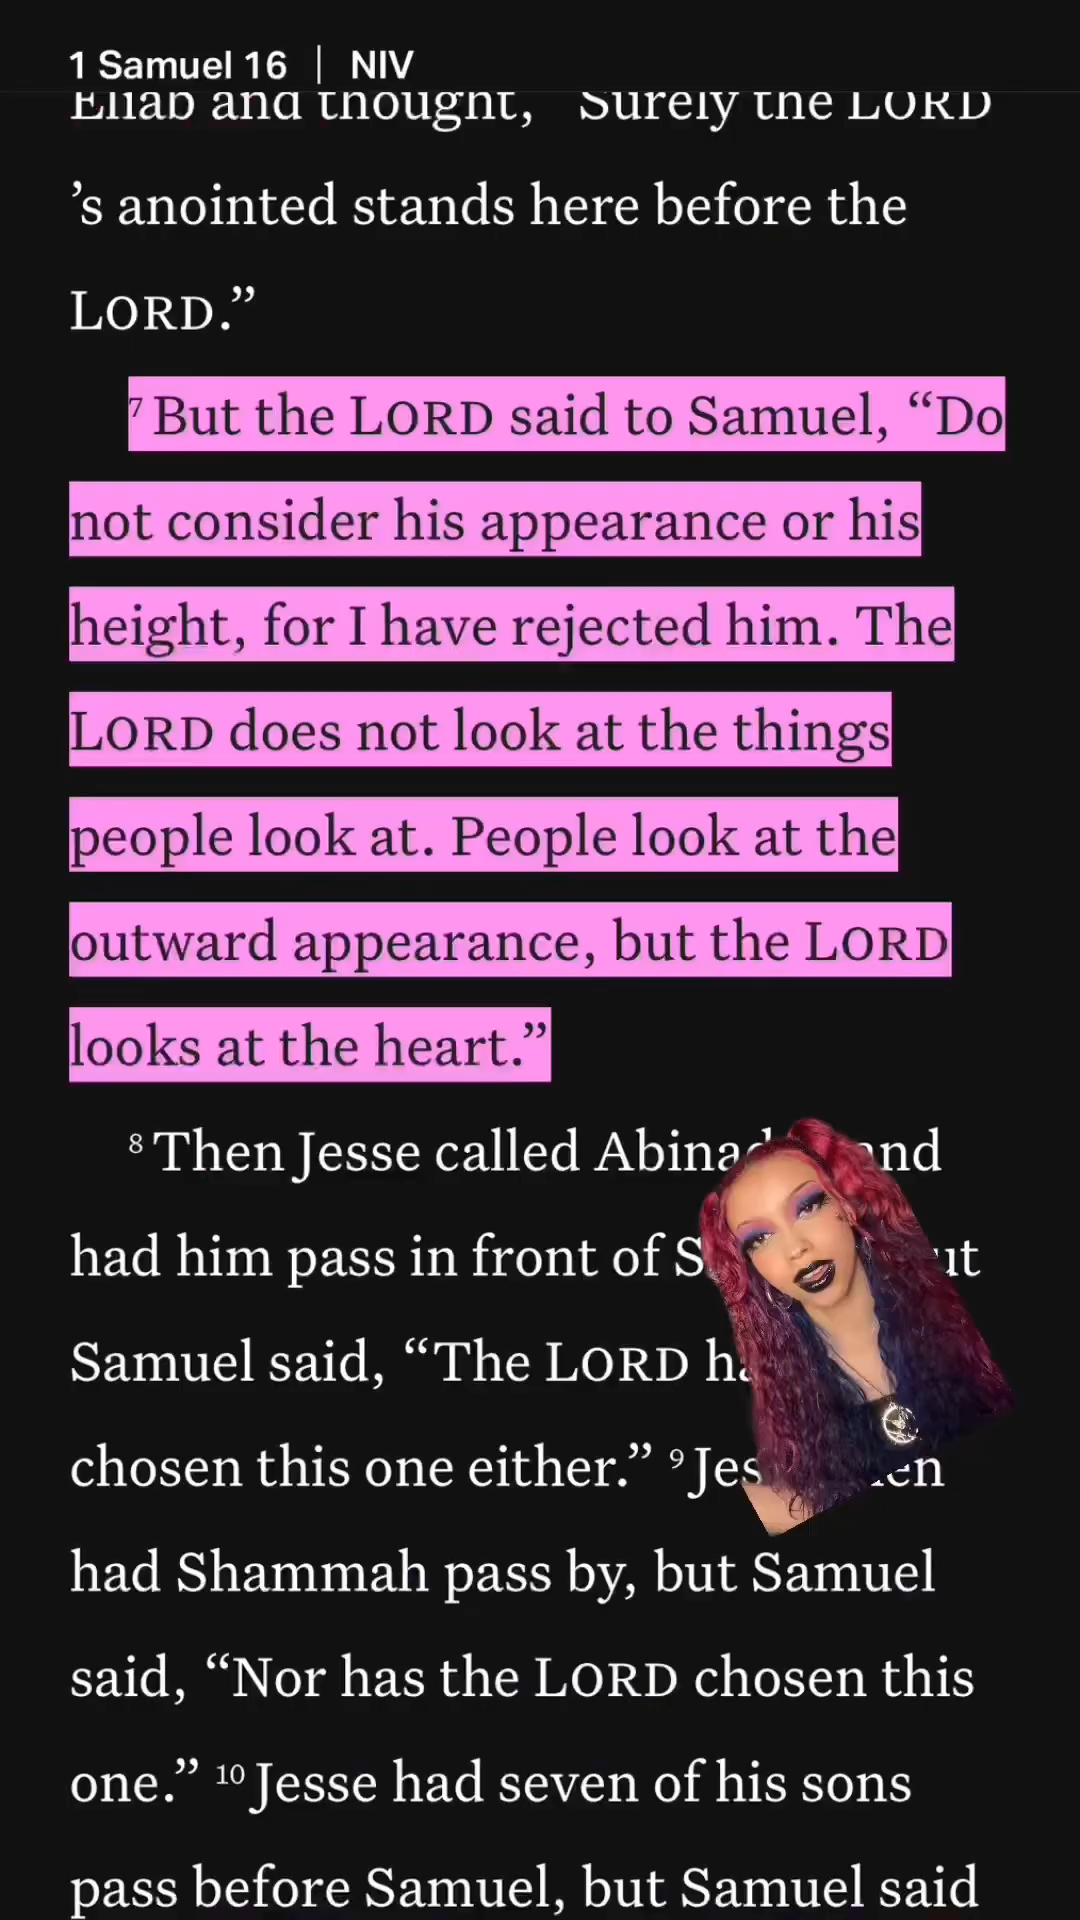 1 Samuel 16 | NIV
Eliab and thought, “Surely the LORD
’s anointed stands here before the
LORD.”
7 But the LORD said to Samuel, “Do
not consider his appearance or his
height, for I have rejected him. The
LORD does not look at the things
people look at. People look at the
outward appearance, but the LORD
looks at the heart.”
8 Then Jesse called
had him pass in front of
Samuel said, “The LORD
chosen this one either.” 9
had Shammah pass by, but Samuel
said, “Nor has the LORD chosen this
one.” 10 Jesse had seven of his sons
pass before Samuel, but Samuel said